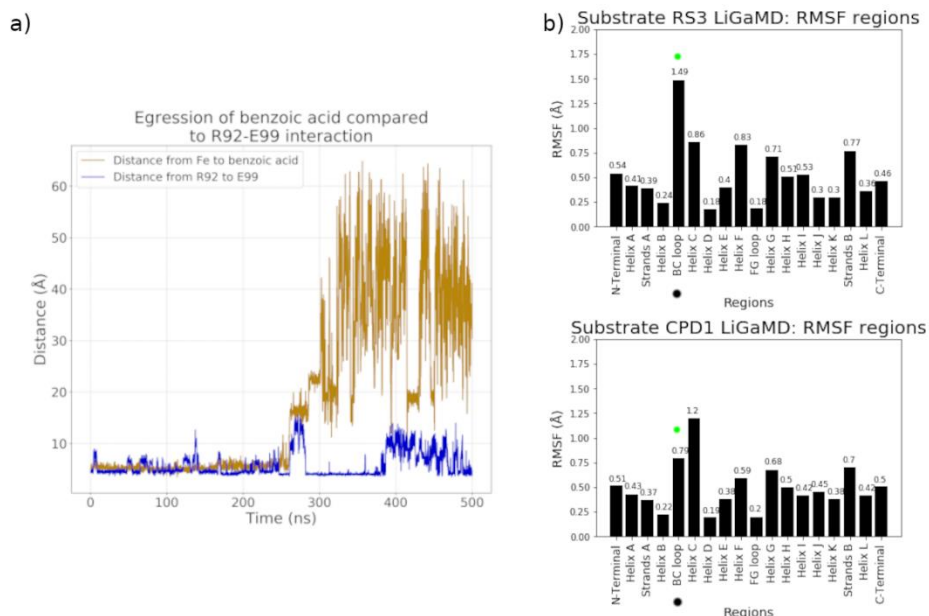 a)
Egression of benzoic acid compared
to R92-E99 interaction
Distance from Fe to benzoic acid
Distance from R92 to E99
Distance (Å)
60
50
40
30
20
10
0
100
200
300
400
500
Time (ns)
b)
Substrate RS3 LiGaMD: RMSF regions
RMSF (Å)
2.00
1.75
1.50
1.25
1.00
0.75
0.50
0.25
0.00
0.54
0.41
0.39
0.24
1.49
0.86
0.18
0.4
0.83
0.18
0.71
0.51
0.53
0.3
0.3
0.77
0.36
0.46
N-Terminal
Helix A
Strands A
Helix B
BC loop
Helix C
Helix D
Helix E
Helix F
FG loop
Helix G
Helix H
Helix I
Helix J
Helix K
Strands B
Helix L
C-Terminal
Regions
Substrate CPD1 LiGaMD: RMSF regions
RMSF (Å)
2.00
1.75
1.50
1.25
1.00
0.75
0.50
0.25
0.00
0.51
0.43
0.37
0.22
0.79
1.2
0.19
0.38
0.59
0.2
0.68
0.5
0.42
0.45
0.38
0.7
0.42
0.5
N-Terminal
Helix A
Strands A
Helix B
BC loop
Helix C
Helix D
Helix E
Helix F
FG loop
Helix G
Helix H
Helix I
Helix J
Helix K
Strands B
Helix L
C-Terminal
Regions